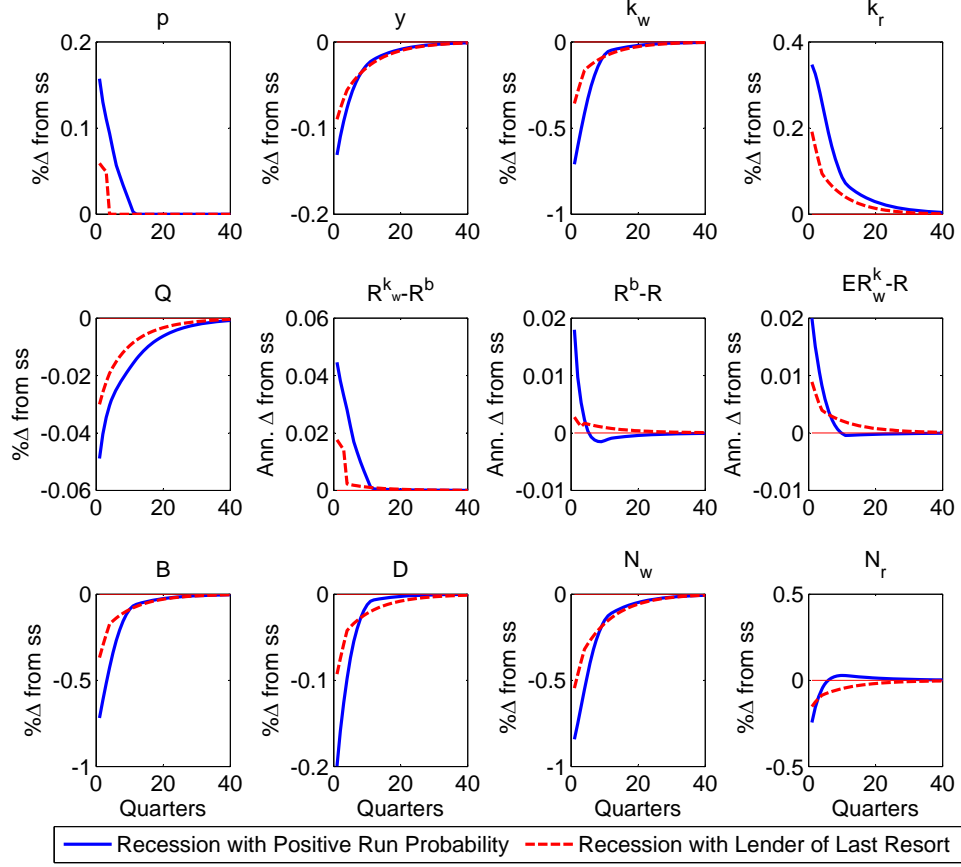 p y k_w k_r
%Δ from ss %Δ from ss %Δ from ss %Δ from ss
0.2 0 0 0.4
0.1 -0.1 -0.5 0.2
0 -0.2 -1 0
0 20 40 0 20 40 0 20 40 0 20 40
Q R^k_w-R^b R^b-R ER^k_w-R
%Δ from ss Ann. Δ from ss Ann. Δ from ss Ann. Δ from ss
0 0.06 0.02 0.02
-0.02 0.04 0.01 0.01
-0.04 0.02 0 0
-0.06 0 -0.01 -0.01
0 20 40 0 20 40 0 20 40 0 20 40
B D N_w N_r
%Δ from ss %Δ from ss %Δ from ss %Δ from ss
0 0 0 0.5
-0.5 -0.1 -0.5 0
-1 -0.2 -1 -0.5
0 20 40 0 20 40 0 20 40 0 20 40
Quarters Quarters Quarters Quarters
Recession with Positive Run Probability Recession with Lender of Last Resort